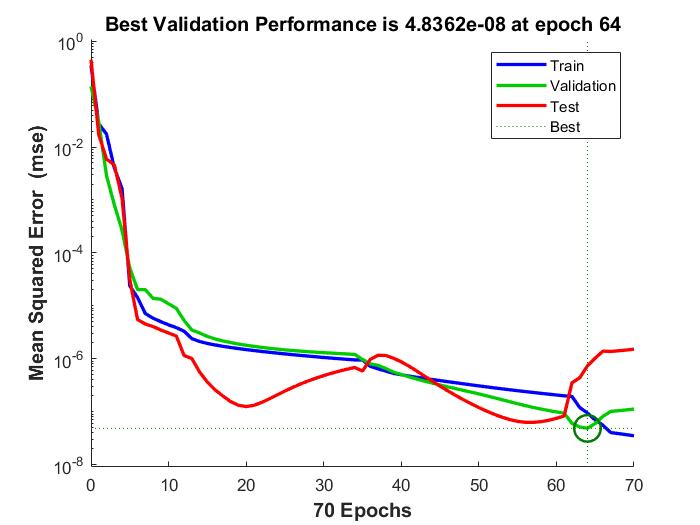 Best Validation Performance is 4.8362e-08 at epoch 64
10^0
10^-2
10^-4
10^-6
10^-8
Mean Squared Error (mse)
Train
Validation
Test
Best
0 10 20 30 40 50 60 70
70 Epochs